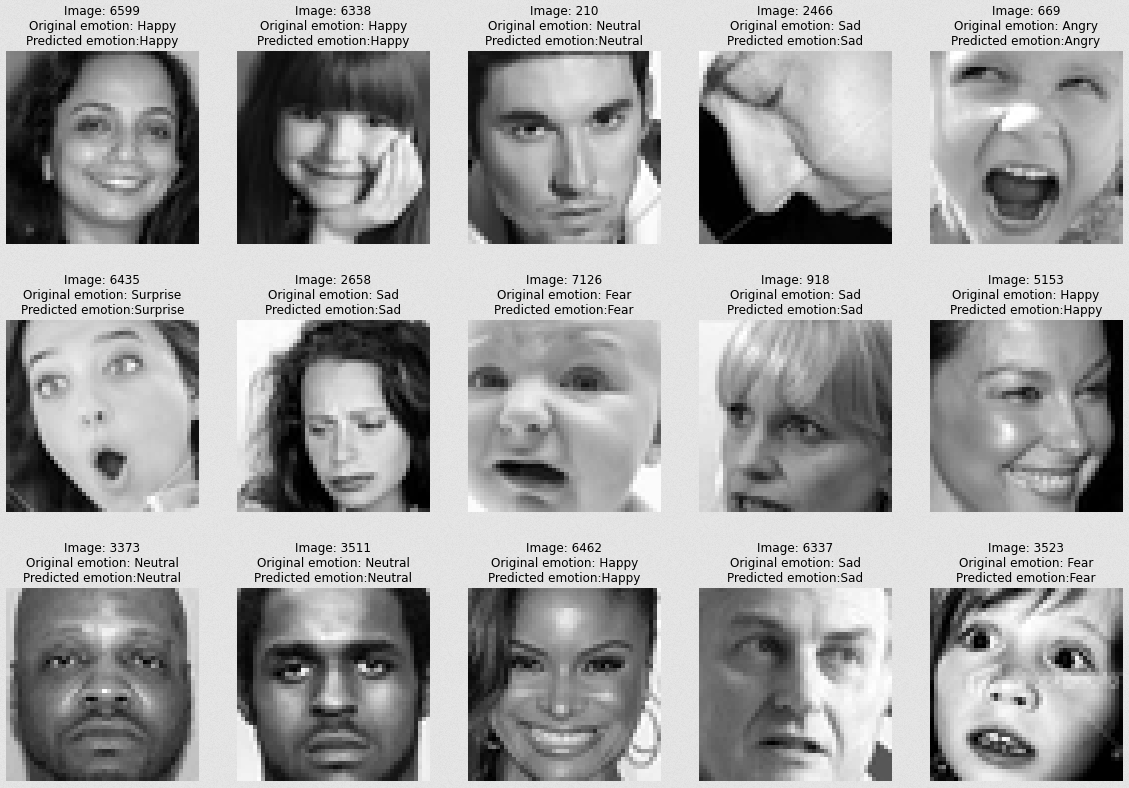 Image: 6599
Original emotion: Happy
Predicted emotion:Happy
Image: 6338
Original emotion: Happy
Predicted emotion:Happy
Image: 210
Original emotion: Neutral
Predicted emotion:Neutral
Image: 2466
Original emotion: Sad
Predicted emotion:Sad
Image: 669
Original emotion: Angry
Predicted emotion:Angry
Image: 6435
Original emotion: Surprise
Predicted emotion:Surprise
Image: 2658
Original emotion: Sad
Predicted emotion:Sad
Image: 7126
Original emotion: Fear
Predicted emotion:Fear
Image: 918
Original emotion: Sad
Predicted emotion:Sad
Image: 5153
Original emotion: Happy
Predicted emotion:Happy
Image: 3373
Original emotion: Neutral
Predicted emotion:Neutral
Image: 3511
Original emotion: Neutral
Predicted emotion:Neutral
Image: 6462
Original emotion: Happy
Predicted emotion:Happy
Image: 6337
Original emotion: Sad
Predicted emotion:Sad
Image: 3523
Original emotion: Fear
Predicted emotion:Fear